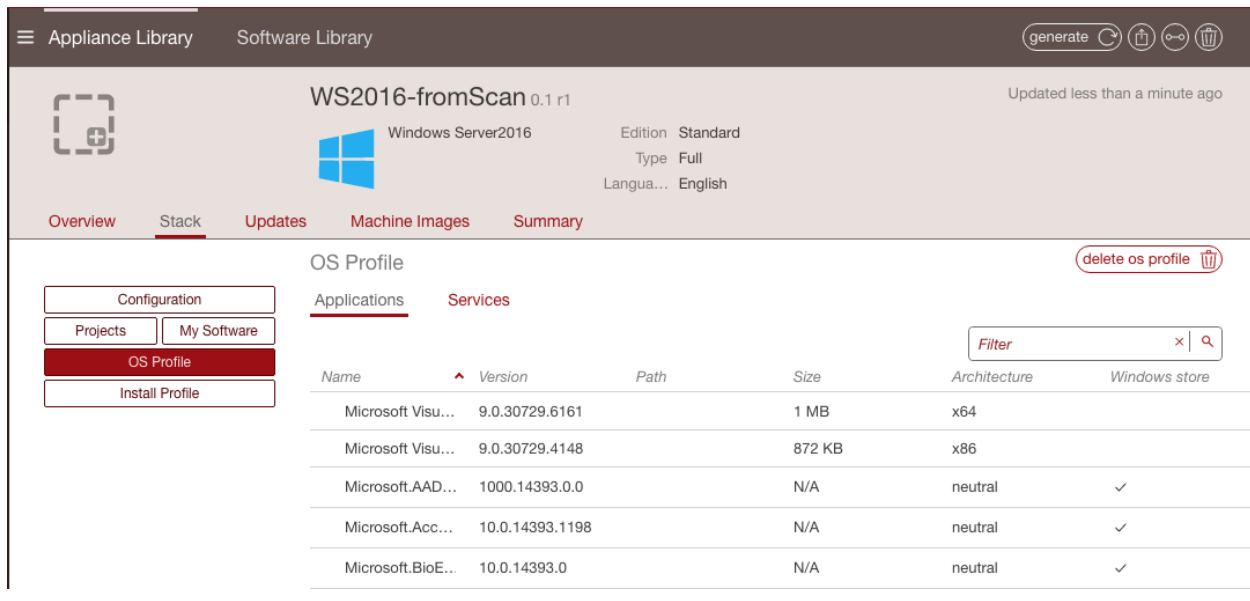 Appliance Library Software Library generate
WS2016-fromScan 0.1 r1 Updated less than a minute ago
Windows Server2016 Edition Standard
Type Full
Langua... English
Overview Stack Updates Machine Images Summary
OS Profile delete os profile
Configuration
Projects My Software
OS Profile
Install Profile
Applications Services
Filter
Name Version Path Size Architecture Windows store
Microsoft Visu... 9.0.30729.6161 1 MB x64
Microsoft Visu... 9.0.30729.4148 872 KB x86
Microsoft.AAD... 1000.14393.0.0 N/A neutral
Microsoft.Acc... 10.0.14393.1198 N/A neutral
Microsoft.BioE... 10.0.14393.0 N/A neutral